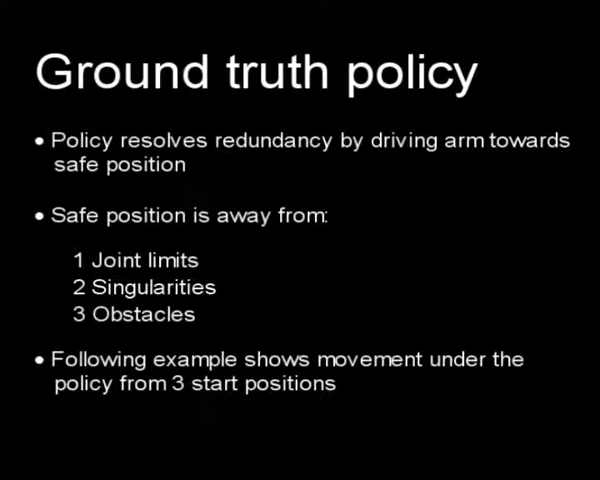 Ground truth policy
• Policy resolves redundancy by driving arm towards
safe position
• Safe position is away from:
1 Joint limits
2 Singularities
3 Obstacles
• Following example shows movement under the
policy from 3 start positions